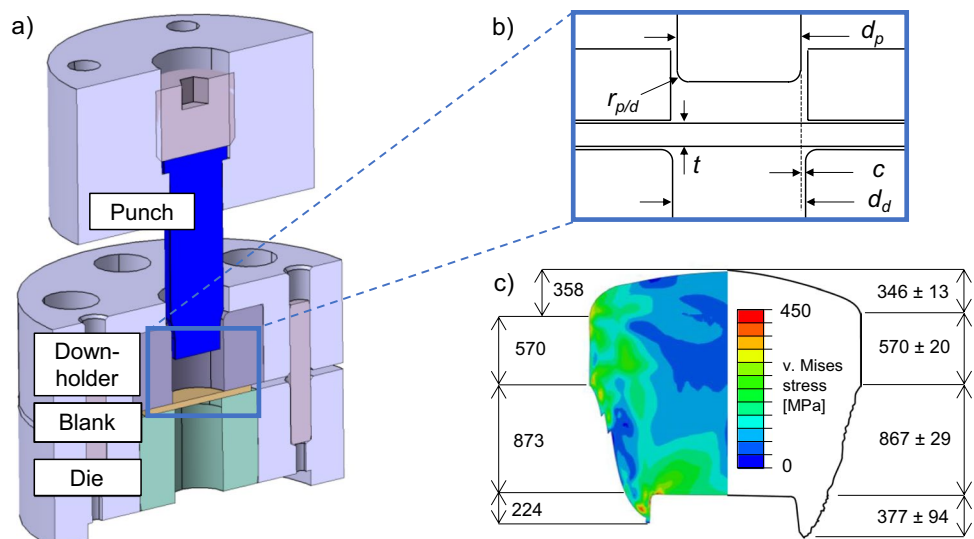 a)
Punch
Down-
holder
Blank
Die
b)
d_p
r_{p/d}
t
c
d_d
c)
358
570
873
224
450
v. Mises
stress
[MPa]
0
346 ± 13
570 ± 20
867 ± 29
377 ± 94